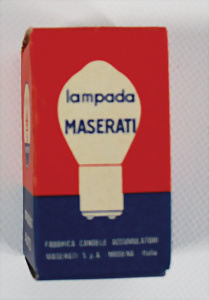 lampada
MASERATI
FABBRICA CANDELE ACCUMULATORI
MASERATI S.p.A. MODENA Italia